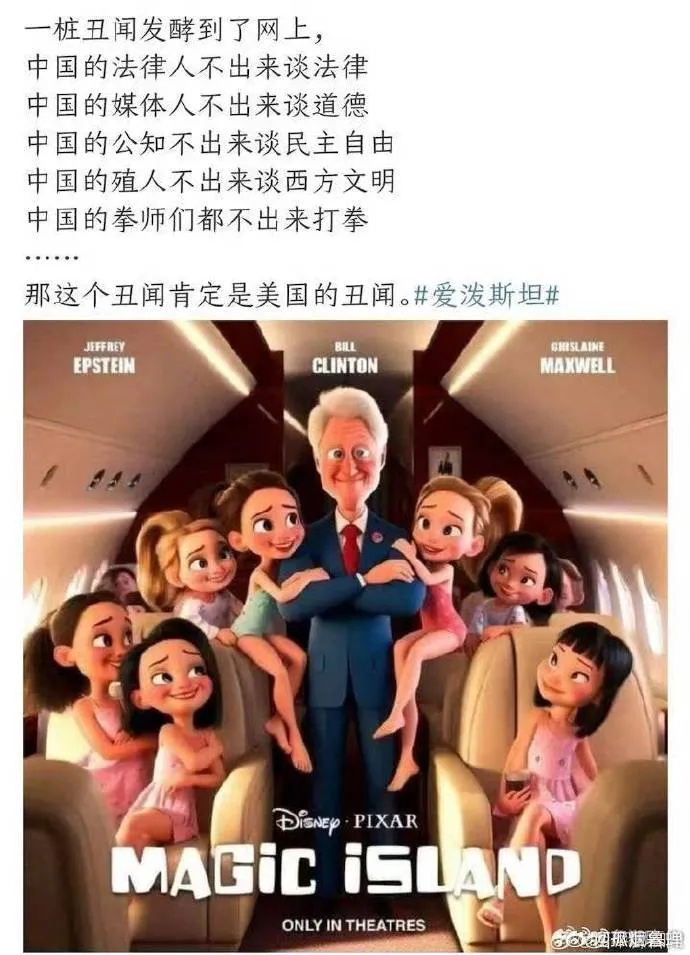 一桩丑闻发酵到了网上，
中国的法律人不出来谈法律
中国的媒体人不出来谈道德
中国的公知不出来谈民主自由
中国的殖人不出来谈西方文明
中国的拳师们都不出来打拳
……
那这个丑闻肯定是美国的丑闻。#爱泼斯坦#
JEFFREY
EPSTEIN
BILL
CLINTON
GHISLAINE
MAXWELL
DISNEY · PIXAR
MAGIC ISLAND
ONLY IN THEATRES